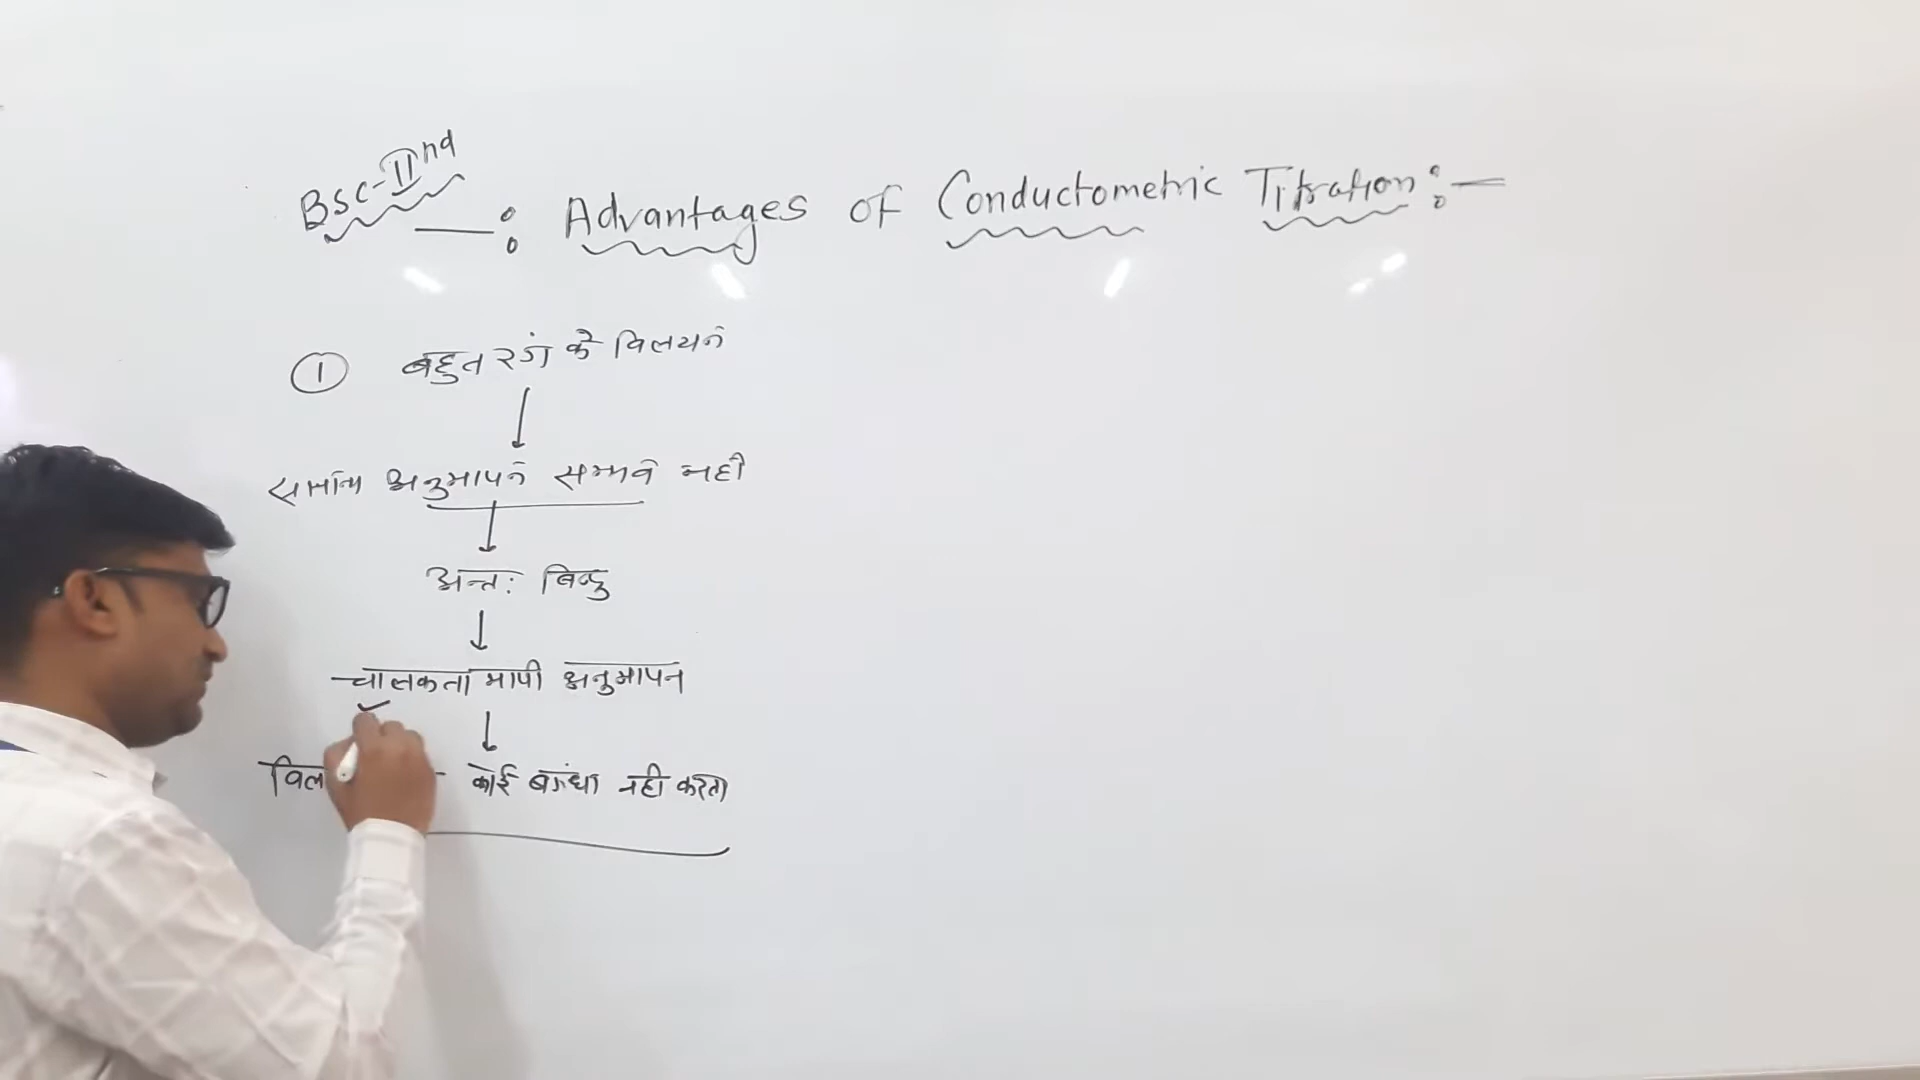 BSC-IInd
—: Advantages of Conductometric Titration :—
① बहुत रंग के विलयन
↓
सामान्य अनुमापन सम्भव नही
↓
अन्तः बिन्दु
↓
चालकता मापी अनुमापन
↓
कोई बांधा नही करता